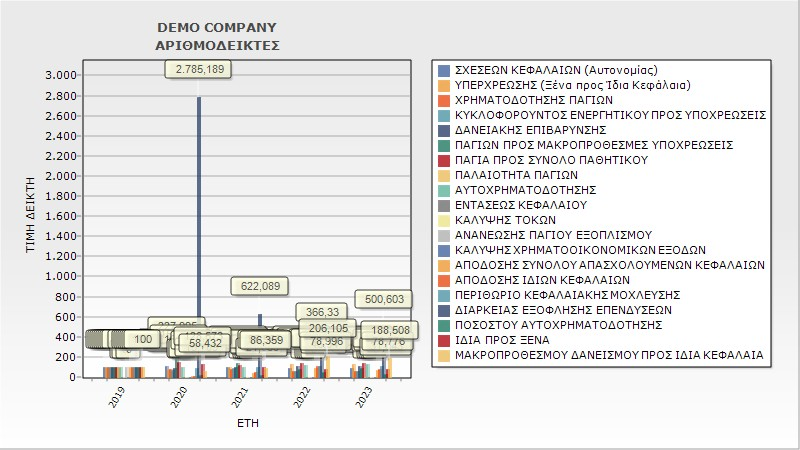 DEMO COMPANY
ΑΡΙΘΜΟΔΕΙΚΤΕΣ
ΤΙΜΗ ΔΕΙΚΤΗ
3.000
2.800
2.600
2.400
2.200
2.000
1.800
1.600
1.400
1.200
1.000
800
600
400
200
0
2.785,189
622,089
366,33
500,603
206,105
188,508
100
58,432
86,359
78,996
78,776
2019
2020
2021
2022
2023
ΕΤΗ
ΣΧΕΣΕΩΝ ΚΕΦΑΛΑΙΩΝ (Αυτονομίας)
ΥΠΕΡΧΡΕΩΣΗΣ (Ξένα προς Ίδια Κεφάλαια)
ΧΡΗΜΑΤΟΔΟΤΗΣΗΣ ΠΑΓΙΩΝ
ΚΥΚΛΟΦΟΡΟΥΝΤΟΣ ΕΝΕΡΓΗΤΙΚΟΥ ΠΡΟΣ ΥΠΟΧΡΕΩΣΕΙΣ
ΔΑΝΕΙΑΚΗΣ ΕΠΙΒΑΡΥΝΣΗΣ
ΠΑΓΙΩΝ ΠΡΟΣ ΜΑΚΡΟΠΡΟΘΕΣΜΕΣ ΥΠΟΧΡΕΩΣΕΙΣ
ΠΑΓΙΑ ΠΡΟΣ ΣΥΝΟΛΟ ΠΑΘΗΤΙΚΟΥ
ΠΑΛΑΙΟΤΗΤΑ ΠΑΓΙΩΝ
ΑΥΤΟΧΡΗΜΑΤΟΔΟΤΗΣΗΣ
ΕΝΤΑΣΕΩΣ ΚΕΦΑΛΑΙΟΥ
ΚΑΛΥΨΗΣ ΤΟΚΩΝ
ΑΝΑΝΕΩΣΗΣ ΠΑΓΙΟΥ ΕΞΟΠΛΙΣΜΟΥ
ΚΑΛΥΨΗΣ ΧΡΗΜΑΤΟΟΙΚΟΝΟΜΙΚΩΝ ΕΞΟΔΩΝ
ΑΠΟΔΟΣΗΣ ΣΥΝΟΛΟΥ ΑΠΑΣΧΟΛΟΥΜΕΝΩΝ ΚΕΦΑΛΑΙΩΝ
ΑΠΟΔΟΣΗΣ ΙΔΙΩΝ ΚΕΦΑΛΑΙΩΝ
ΠΕΡΙΘΩΡΙΟ ΚΕΦΑΛΑΙΑΚΗΣ ΜΟΧΛΕΥΣΗΣ
ΔΙΑΡΚΕΙΑΣ ΕΞΟΦΛΗΣΗΣ ΕΠΕΝΔΥΣΕΩΝ
ΠΟΣΟΣΤΟΥ ΑΥΤΟΧΡΗΜΑΤΟΔΟΤΗΣΗΣ
ΙΔΙΑ ΠΡΟΣ ΞΕΝΑ
ΜΑΚΡΟΠΡΟΘΕΣΜΟΥ ΔΑΝΕΙΣΜΟΥ ΠΡΟΣ ΙΔΙΑ ΚΕΦΑΛΑΙΑ